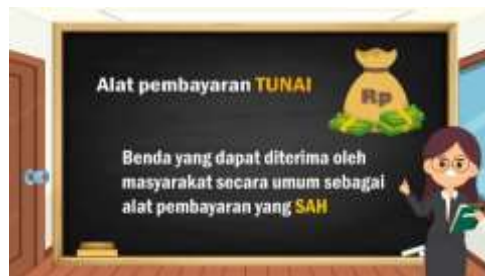 Alat pembayaran TUNAI
Rp
Benda yang dapat diterima oleh
masyarakat secara umum sebagai
alat pembayaran yang SAH